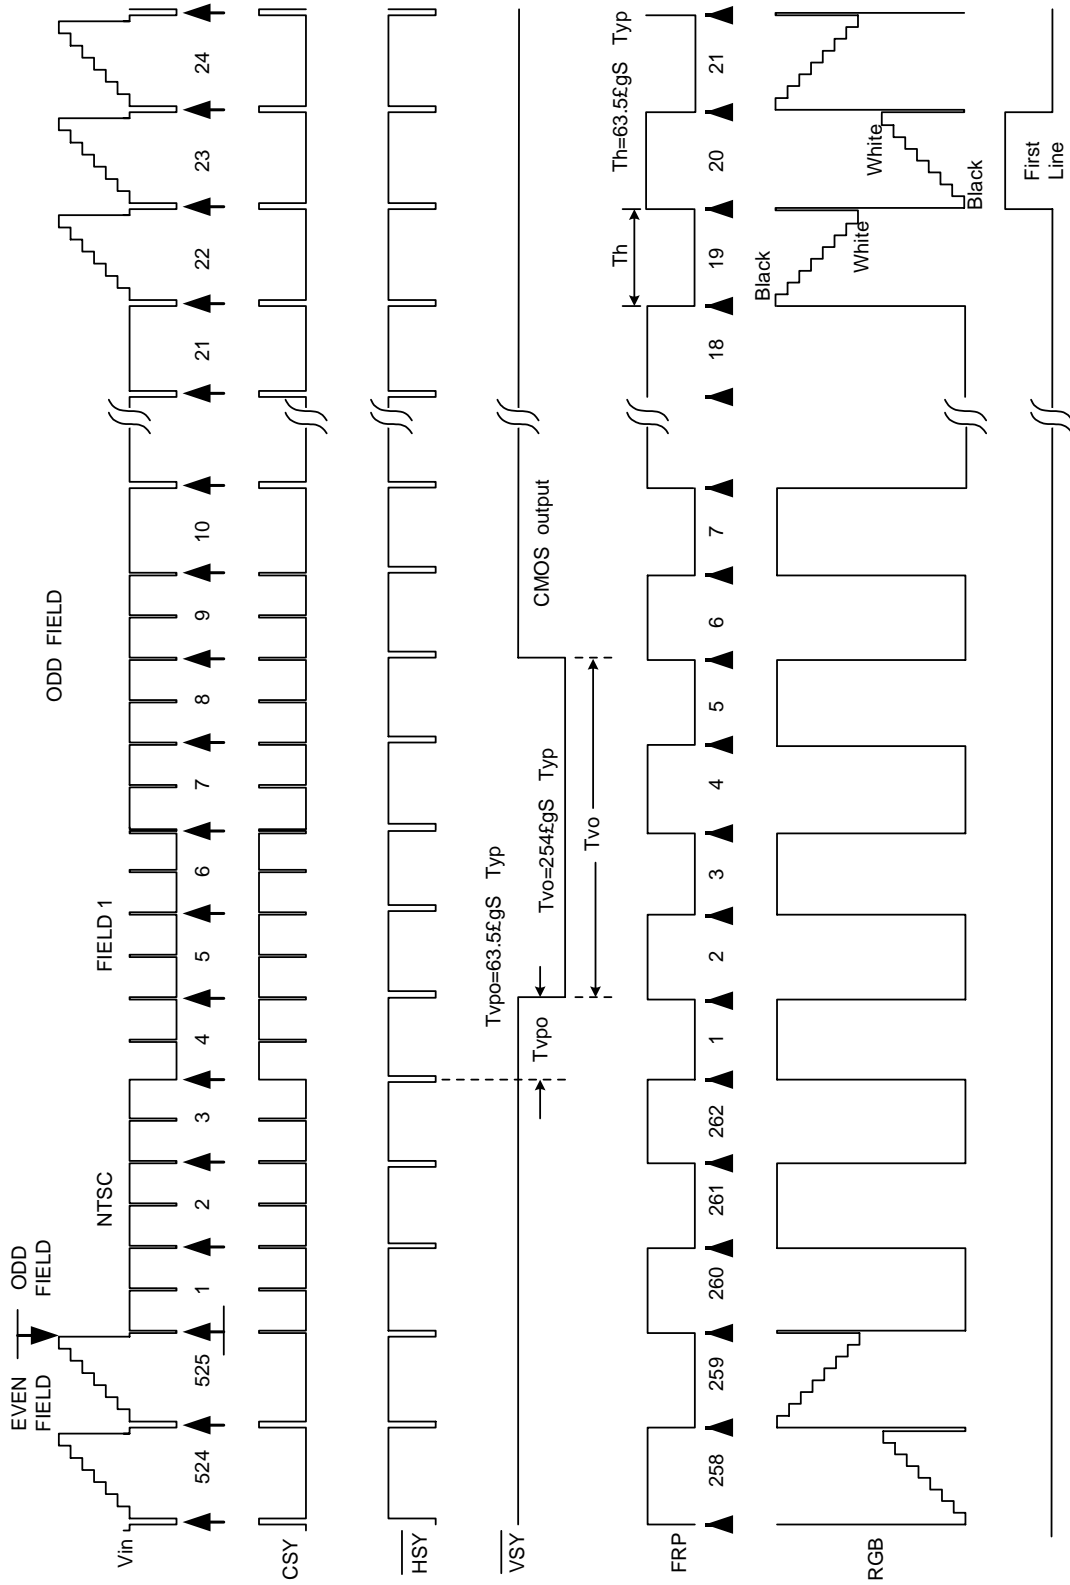 EVEN FIELD
ODD FIELD
NTSC
FIELD 1
ODD FIELD
Vin
524 525 1 2 3 4 5 6 7 8 9 10 21 22 23 24
CSY
HSY
VSY
Tvpo
Tvpo=63.5£gS Typ
Tvo=254£gS Typ
Tvo
CMOS output
FRP
Th
Th=63.5£gS Typ
258 259 260 261 262 1 2 3 4 5 6 7 18 19 20 21
RGB
Black
White
Black
White
First
Line